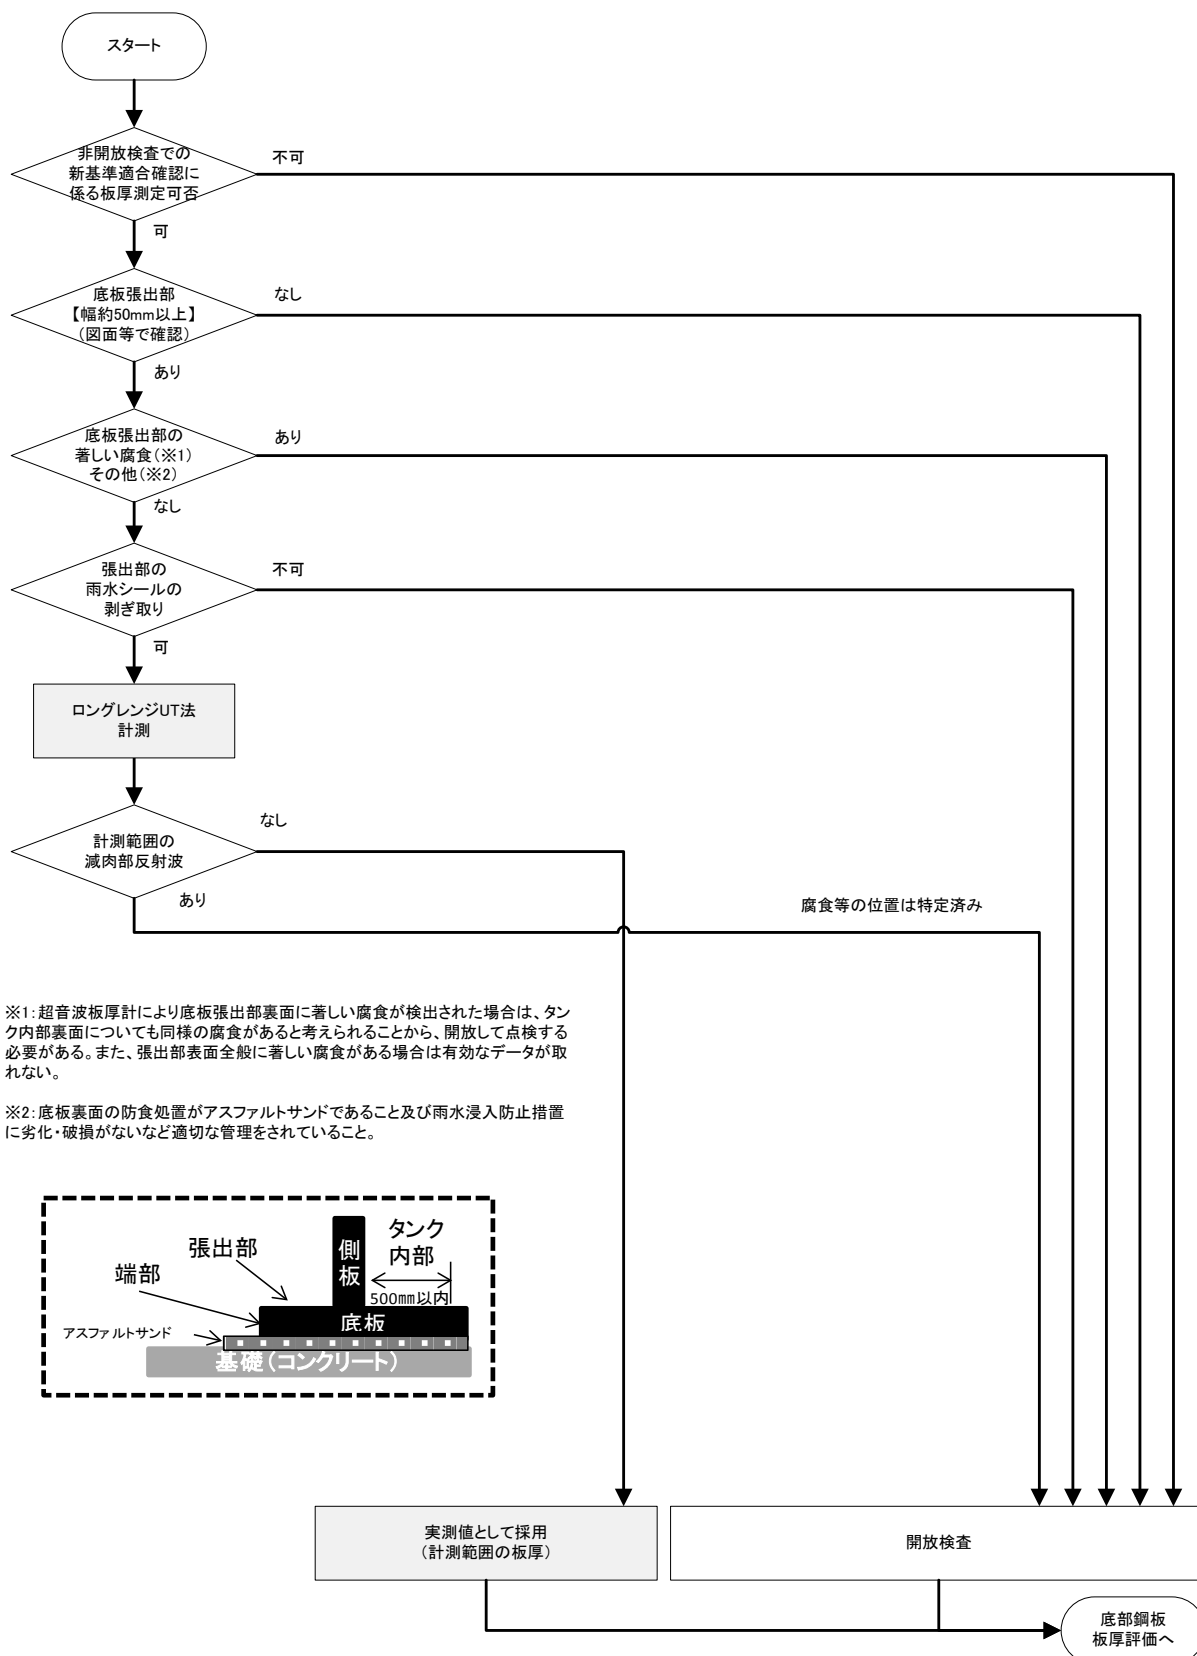 スタート
非開放検査での
新基準適合確認に
係る板厚測定可否
不可
可
底板張出部
【幅約50mm以上】
(図面等で確認)
なし
あり
底板張出部の
著しい腐食(※1)
その他(※2)
あり
なし
張出部の
雨水シールの
剥ぎ取り
不可
可
ロングレンジUT法
計測
計測範囲の
減肉部反射波
なし
あり
腐食等の位置は特定済み
※1:超音波板厚計により底板張出部裏面に著しい腐食が検出された場合は、タン
ク内部裏面についても同様の腐食があると考えられることから、開放して点検する
必要がある。また、張出部表面全般に著しい腐食がある場合は有効なデータが取
れない。
※2:底板裏面の防食処置がアスファルトサンドであること及び雨水浸入防止措置
に劣化・破損がないなど適切な管理をされていること。
張出部
端部
アスファルトサンド
側板
タンク
内部
500mm以内
底板
基礎(コンクリート)
実測値として採用
(計測範囲の板厚)
開放検査
底部鋼板
板厚評価へ